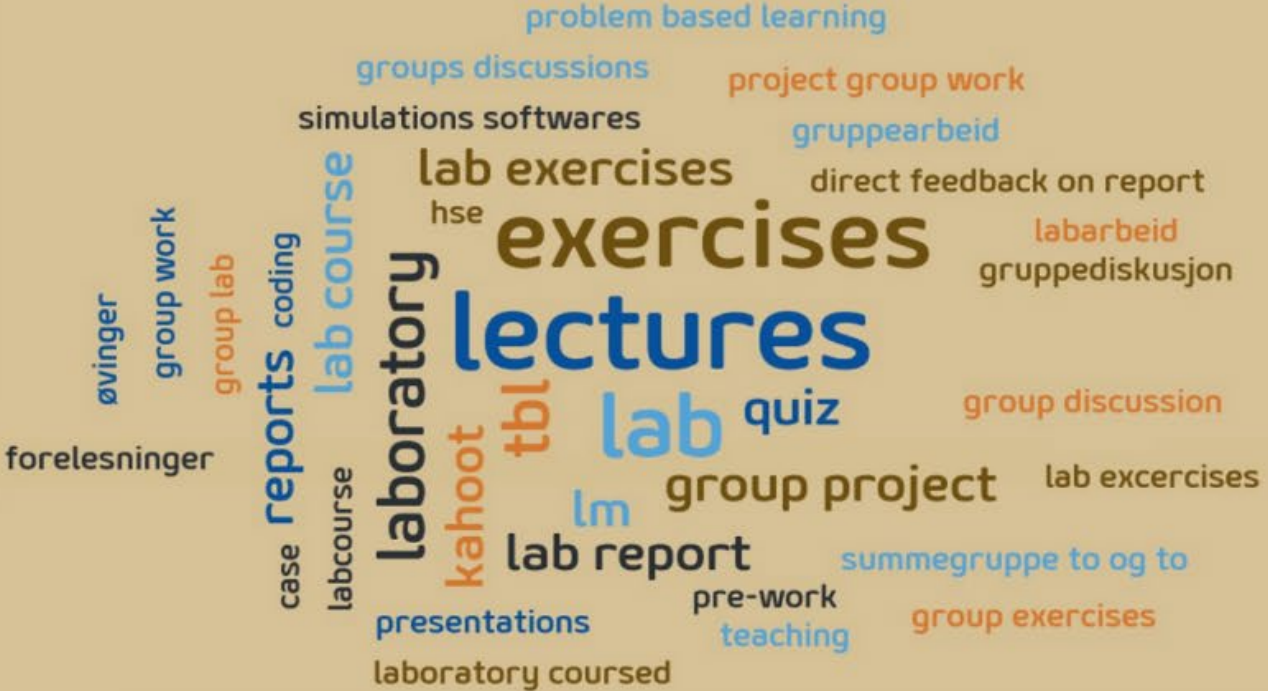 problem based learning
groups discussions
project group work
simulations softwares
gruppearbeid
lab exercises
direct feedback on report
hse
exercises
labarbeid
gruppediskusjon
øvinger
group work
group lab
coding
reports
lab course
laboratory
lectures
tbl
lab
quiz
group discussion
forelesninger
kahoot
group project
lab excercises
case
labcourse
lm
lab report
summegruppe to og to
pre-work
presentations
teaching
group exercises
laboratory coursed